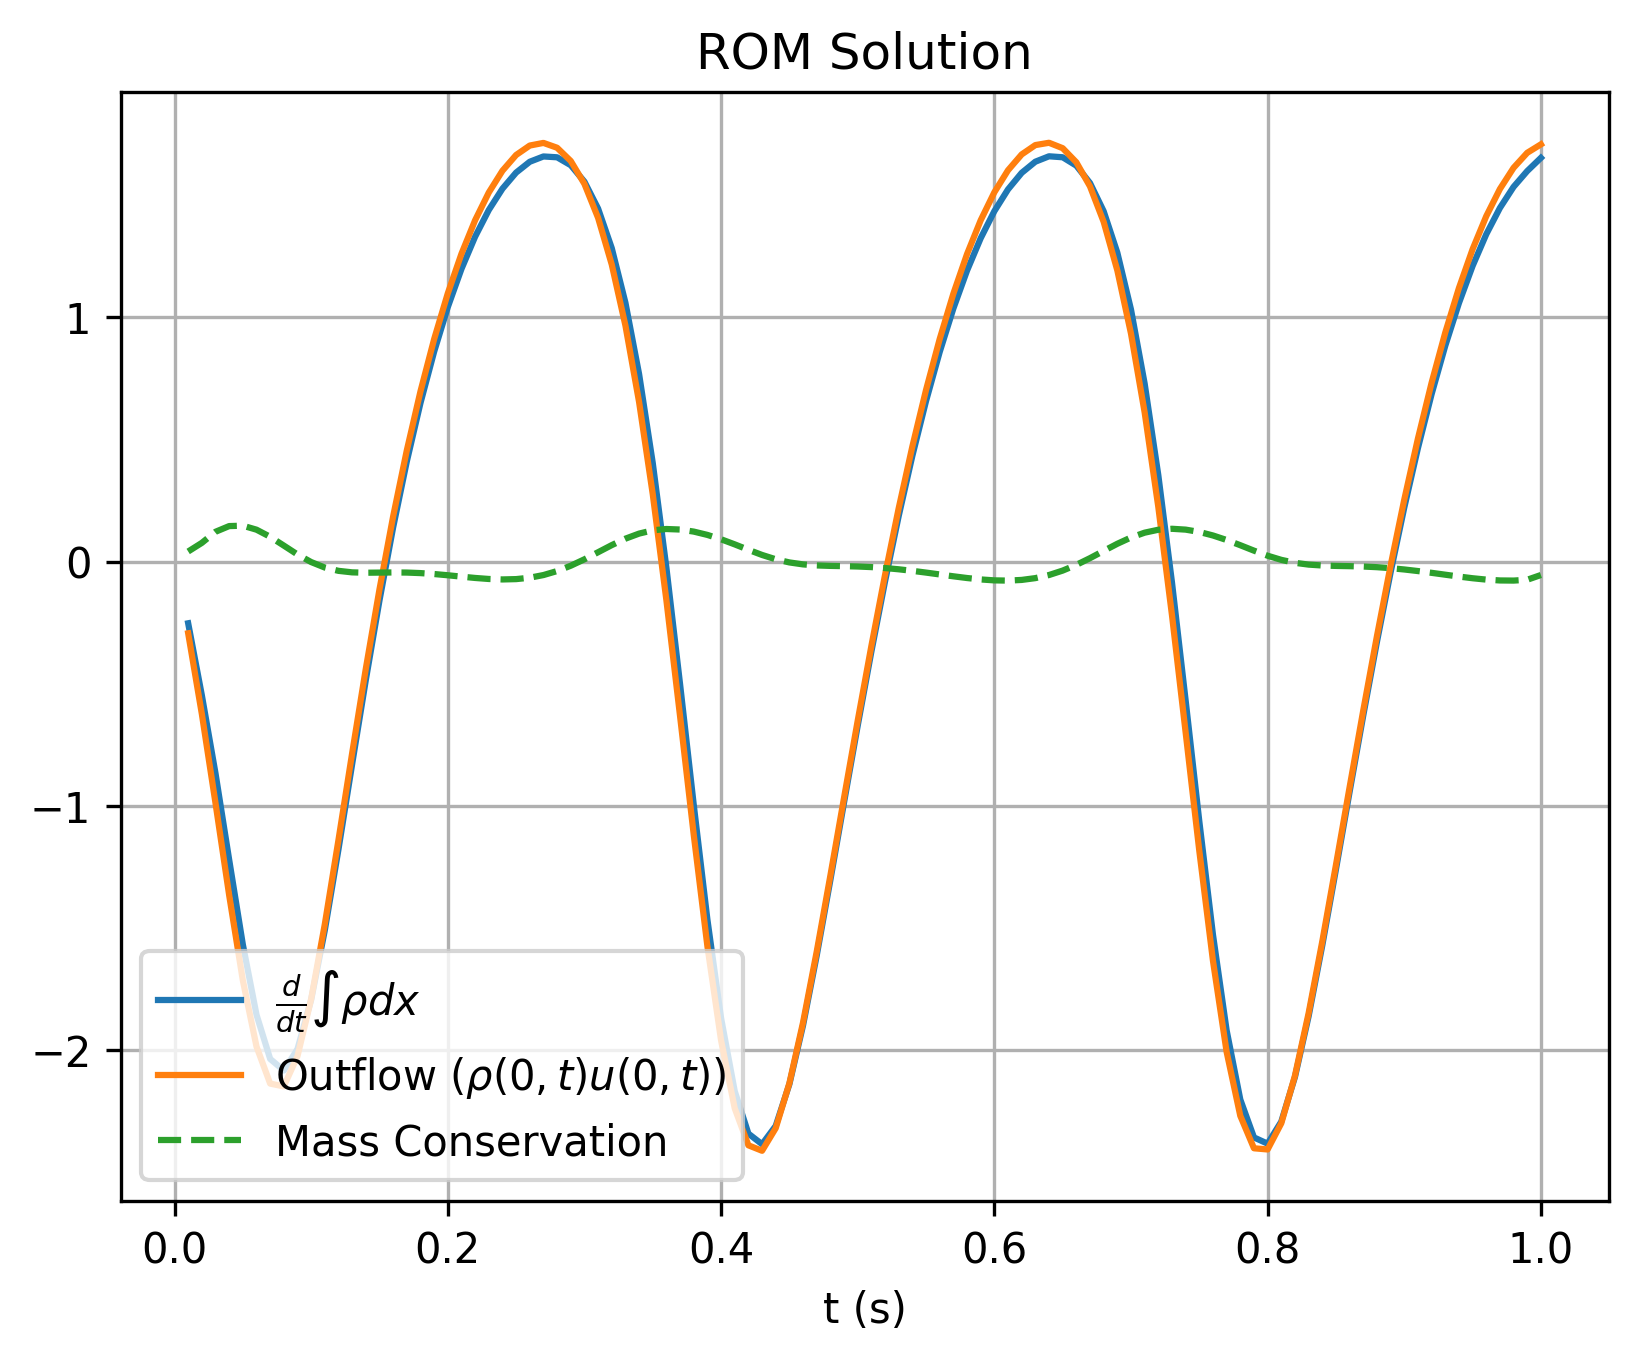 ROM Solution
1
0
−1
−2
d/dt ∫ρdx
Outflow (ρ(0, t)u(0, t))
Mass Conservation
0.0 0.2 0.4 0.6 0.8 1.0
t (s)